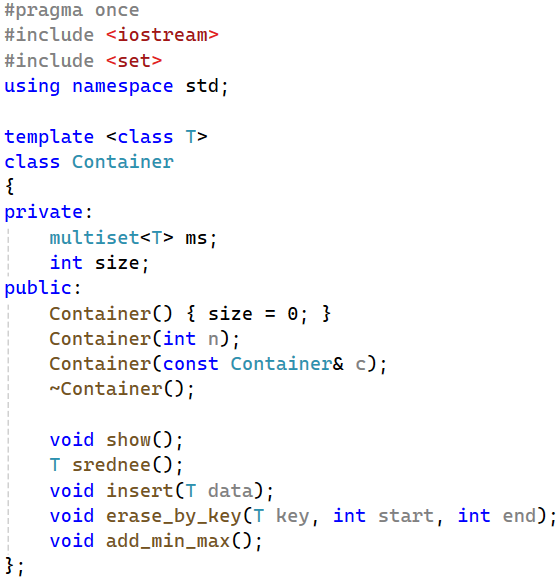 #pragma once
#include <iostream>
#include <set>
using namespace std;

template <class T>
class Container
{
private:
    multiset<T> ms;
    int size;
public:
    Container() { size = 0; }
    Container(int n);
    Container(const Container& c);
    ~Container();

    void show();
    T srednee();
    void insert(T data);
    void erase_by_key(T key, int start, int end);
    void add_min_max();
};